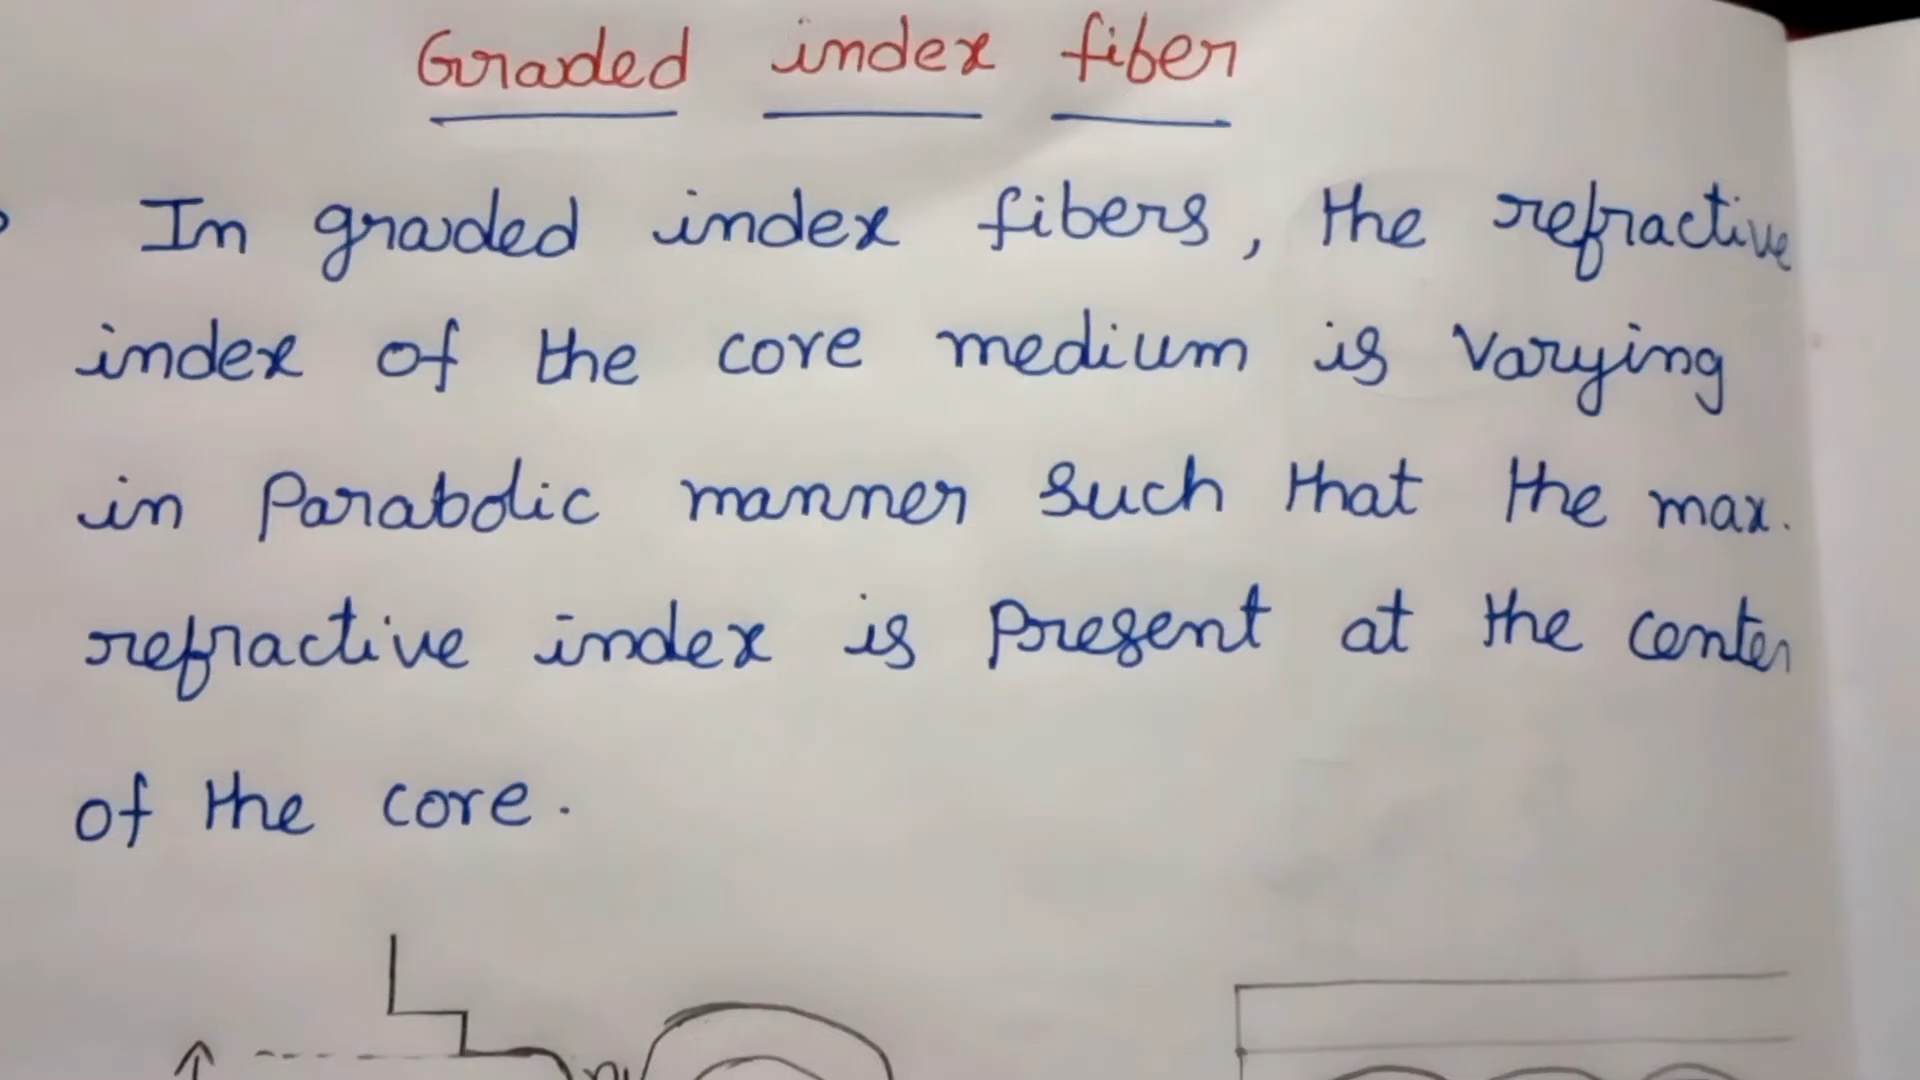 Graded index fiber
In graded index fibers, the refractive
index of the core medium is varying
in Parabolic manner such that the max.
refractive index is Present at the center
of the core.